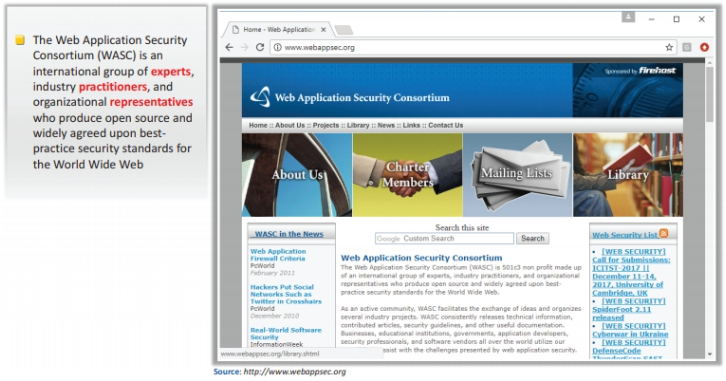 The Web Application Security
Consortium (WASC) is an
international group of experts,
industry practitioners, and
organizational representatives
who produce open source and
widely agreed upon best-
practice security standards for
the World Wide Web
Home - Web Application
www.webappsec.org
Sponsored by firehost
Web Application Security Consortium
Home :: About Us :: Projects :: Library :: News :: Links :: Contact Us
About Us
Charter
Members
Mailing Lists
Library
WASC in the News
Web Application
Firewall Criteria
PcWorld
February 2011
Hackers Put Social
Networks Such as
Twitter in Crosshairs
PcWorld
December 2010
Real-World Software
Security
InformationWeek
www.webappsec.org/library.shtml
Search this site
Google Custom Search
Search
Web Application Security Consortium
The Web Application Security Consortium (WASC) is 501c3 non profit made up
of an international group of experts, industry practitioners, and organizational
representatives who produce open source and widely agreed upon best-
practice security standards for the World Wide Web.
As an active community, WASC facilitates the exchange of ideas and organizes
several industry projects. WASC consistently releases technical information,
contributed articles, security guidelines, and other useful documentation.
Businesses, educational institutions, governments, application developers,
security professionals, and software vendors all over the world utilize our
assist with the challenges presented by web application security.
Web Security List
[WEB SECURITY]
Call for Submissions:
ICITST-2017 ||
December 11-14,
2017, University of
Cambridge, UK
[WEB SECURITY]
SpiderFoot 2.11
released
[WEB SECURITY]
Cyberwar in Ukraine
[WEB SECURITY]
DefenseCode
ThunderScan EAST
Source: http://www.webappsec.org